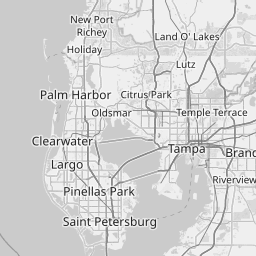 New Port
Richey
Land O' Lakes
Holiday
Lutz
Palm Harbor
Citrus Park
Oldsmar
Temple Terrace
Clearwater
Tampa
Bran
Largo
Riverview
Pinellas Park
Saint Petersburg